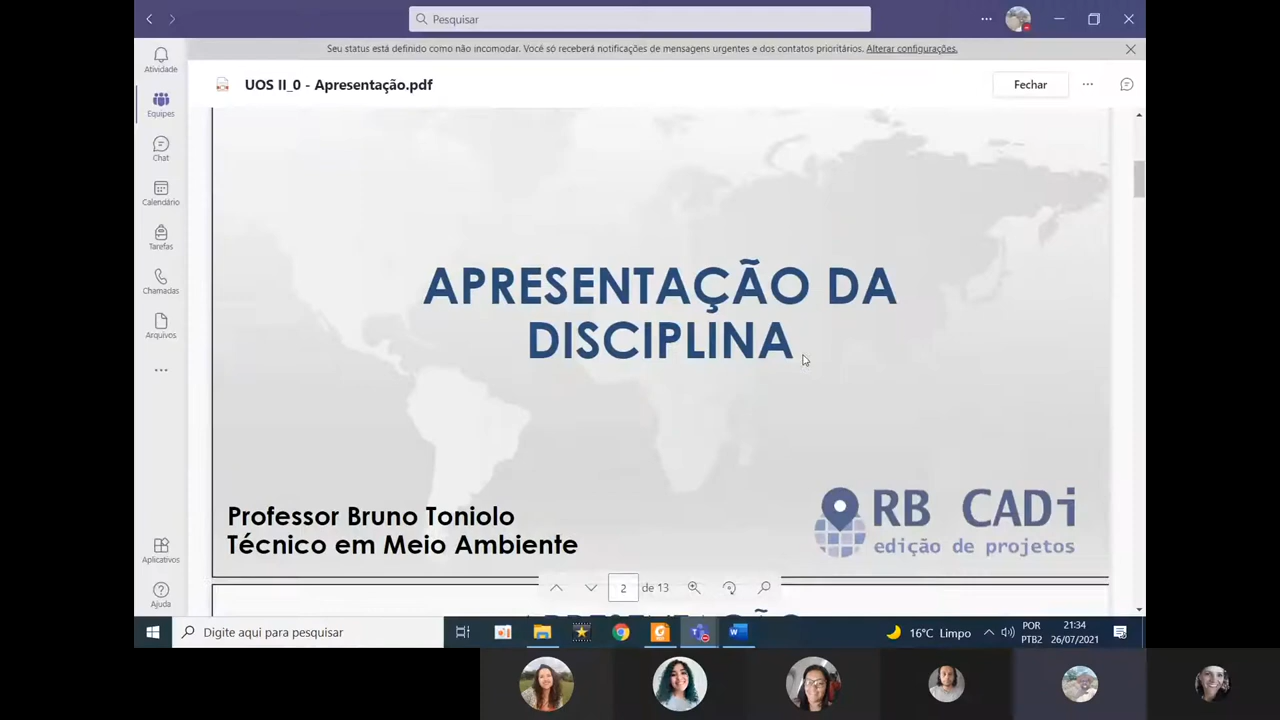 Pesquisar
Seu status está definido como não incomodar. Você só receberá notificações de mensagens urgentes e dos contatos prioritários. Alterar configurações.
Atividade
Equipes
Chat
Calendário
Tarefas
Chamadas
Arquivos
Aplicativos
Ajuda
UOS II_0 - Apresentação.pdf
Fechar
APRESENTAÇÃO DA
DISCIPLINA
Professor Bruno Toniolo
Técnico em Meio Ambiente
RB CADi
edição de projetos
2 de 13
Digite aqui para pesquisar
16°C Limpo
POR
PTB2
21:34
26/07/2021